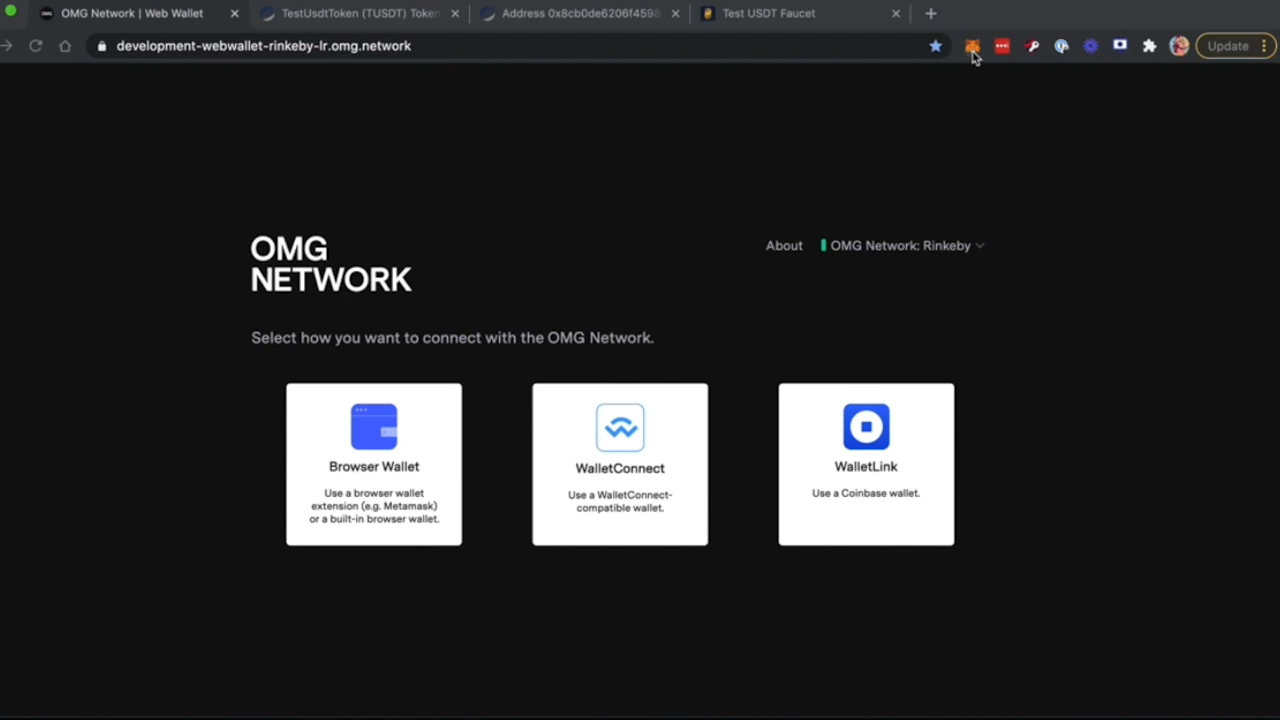 OMG Network | Web Wallet
TestUsdtToken (TUSDT) Token
Address 0x8cb0de6206f4598
Test USDT Faucet
development-webwallet-rinkeby-lr.omg.network
Update
OMG
NETWORK
About
OMG Network: Rinkeby
Select how you want to connect with the OMG Network.
Browser Wallet
Use a browser wallet
extension (e.g. Metamask)
or a built-in browser wallet.
WalletConnect
Use a WalletConnect-
compatible wallet.
WalletLink
Use a Coinbase wallet.